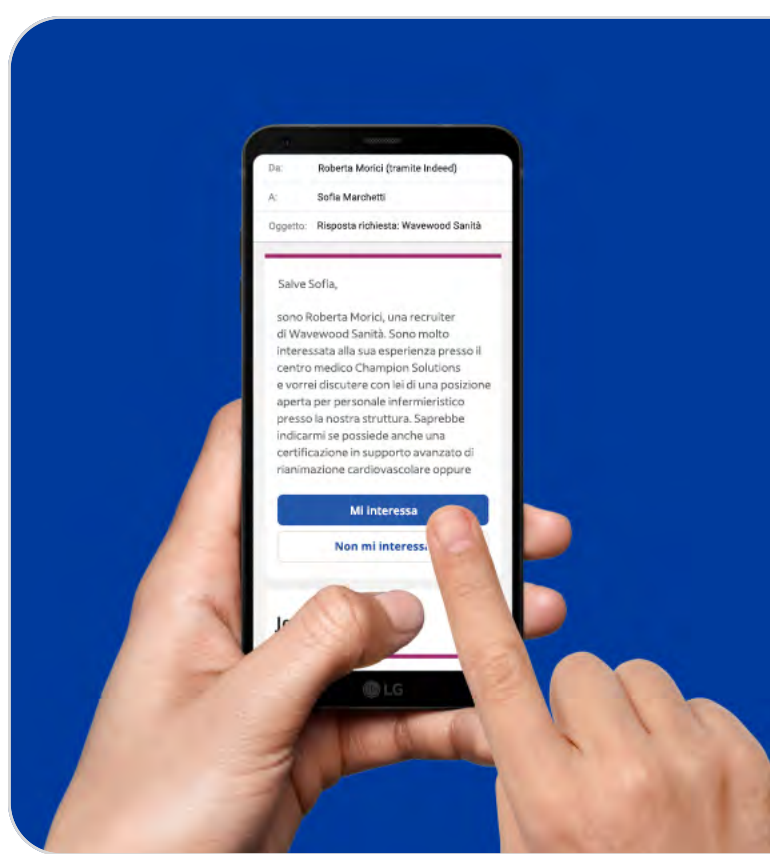 Da: Roberta Morici (tramite Indeed)
A: Sofia Marchetti
Oggetto: Risposta richiesta: Wavewood Sanità
Salve Sofia,
sono Roberta Morici, una recruiter
di Wavewood Sanità. Sono molto
interessata alla sua esperienza presso il
centro medico Champion Solutions
e vorrei discutere con lei di una posizione
aperta per personale infermieristico
presso la nostra struttura. Saprebbe
indicarmi se possiede anche una
certificazione in supporto avanzato di
rianimazione cardiovascolare oppure
Mi interessa
Non mi interess
LG